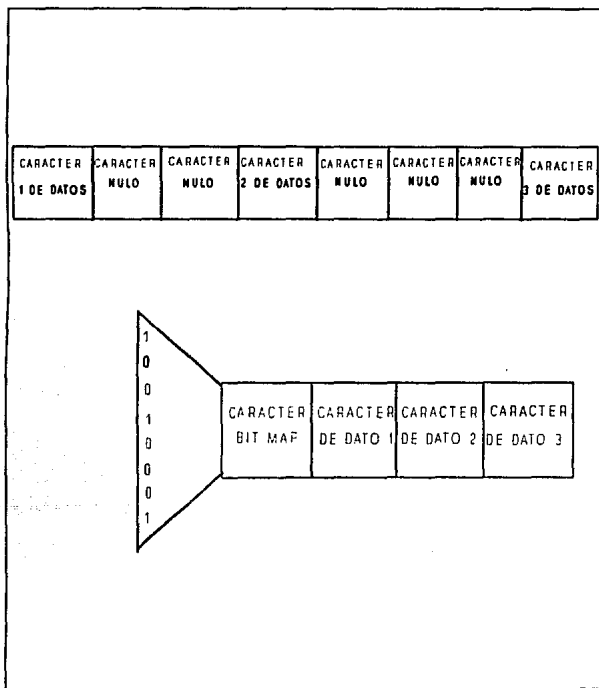 CARACTER CARACTER CARACTER CARACTER CARACTER CARACTER CARACTER CARACTER
1 DE DATOS NULO NULO 2 DE DATOS NULO NULO NULO 3 DE DATOS
1
0
0
1
0
0
0
1
CARACTER CARACTER CARACTER CARACTER
BIT MAP DE DATO 1 DE DATO 2 DE DATO 3